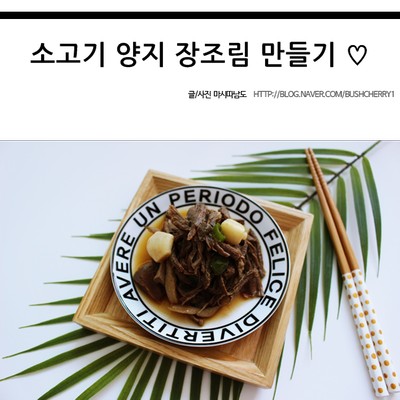 소고기 양지 장조림 만들기 ♡
글/사진 마시따남도 HTTP://BLOG.NAVER.COM/BUSHCHERRY1
AVERE UN PERIODO FELICE DIVERTITI